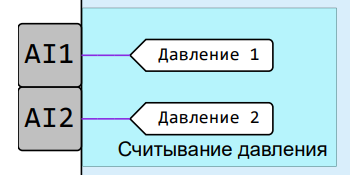 AI1
Давление 1
AI2
Давление 2
Считывание давления